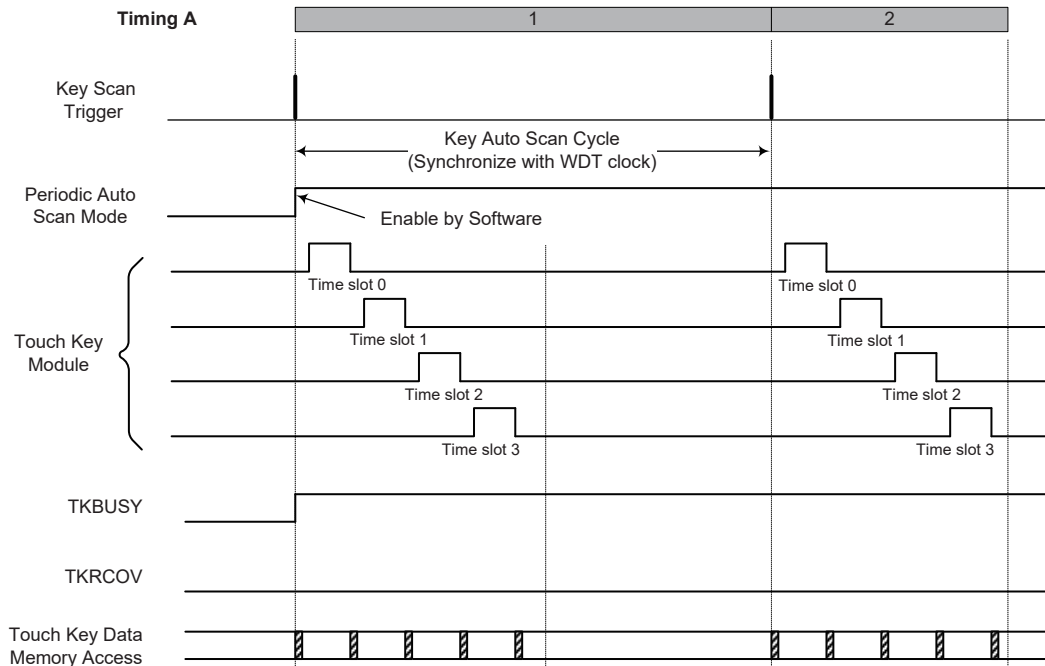 Timing A
1
2
Key Scan
Trigger
Key Auto Scan Cycle
(Synchronize with WDT clock)
Periodic Auto
Scan Mode
Enable by Software
Touch Key
Module
Time slot 0
Time slot 0
Time slot 1
Time slot 1
Time slot 2
Time slot 2
Time slot 3
Time slot 3
TKBUSY
TKRCOV
Touch Key Data
Memory Access